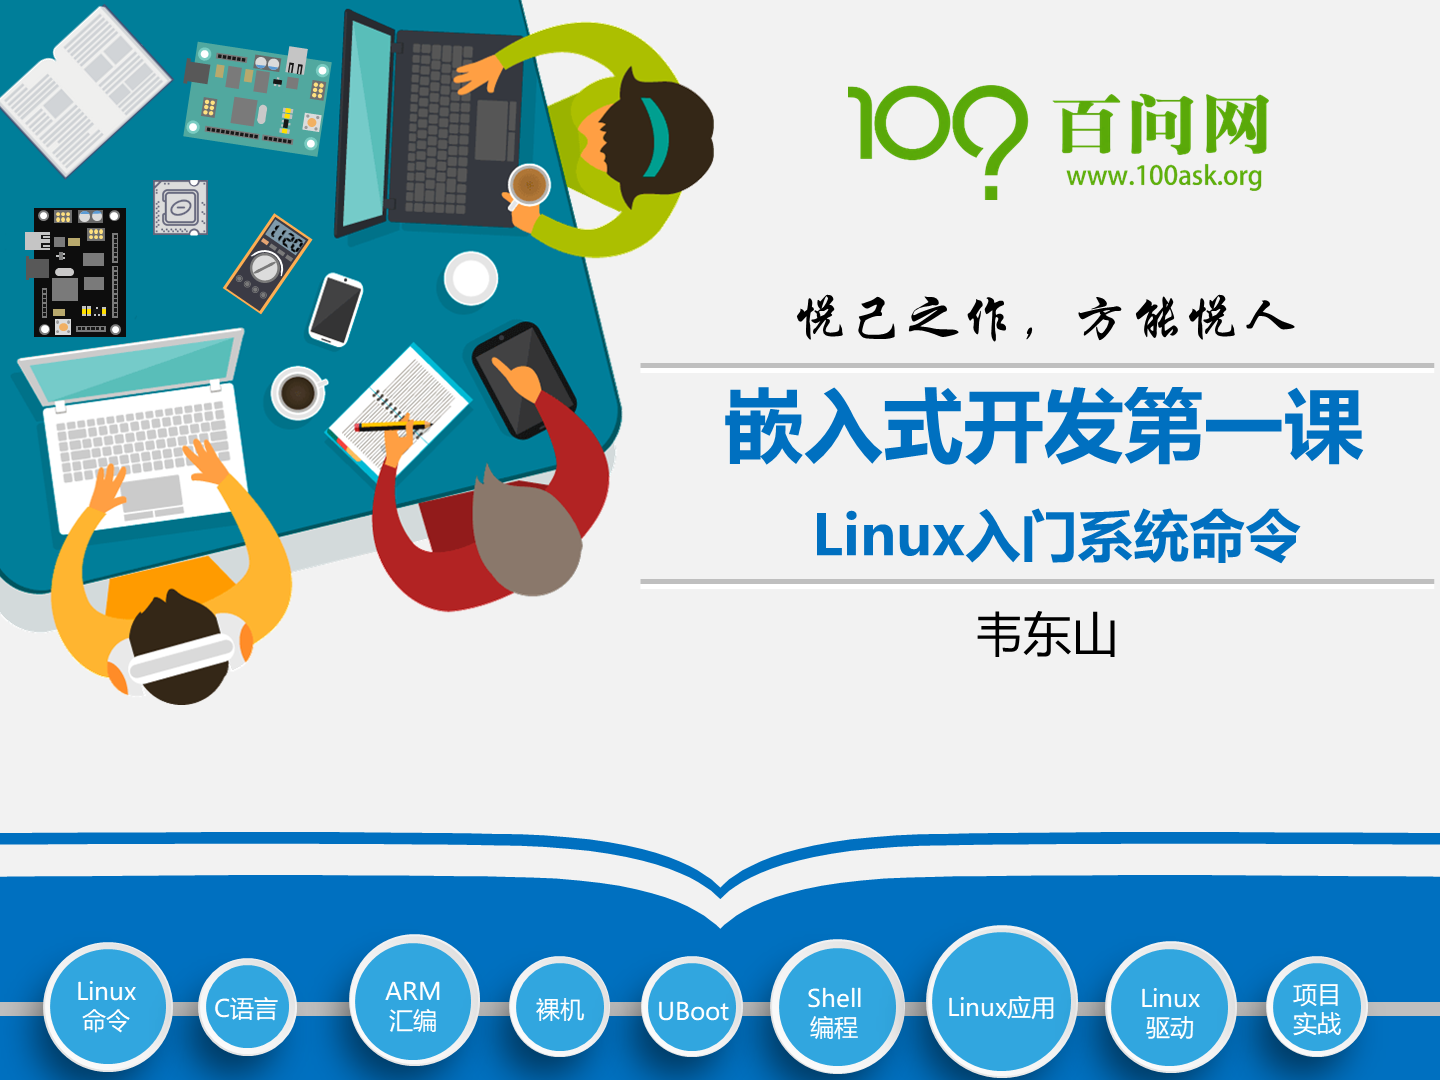 100?
百问网
www.100ask.org
悦己之作，方能悦人
嵌入式开发第一课
Linux入门系统命令
韦东山
1120
Linux
命令
C语言
ARM
汇编
裸机
UBoot
Shell
编程
Linux应用
Linux
驱动
项目
实战